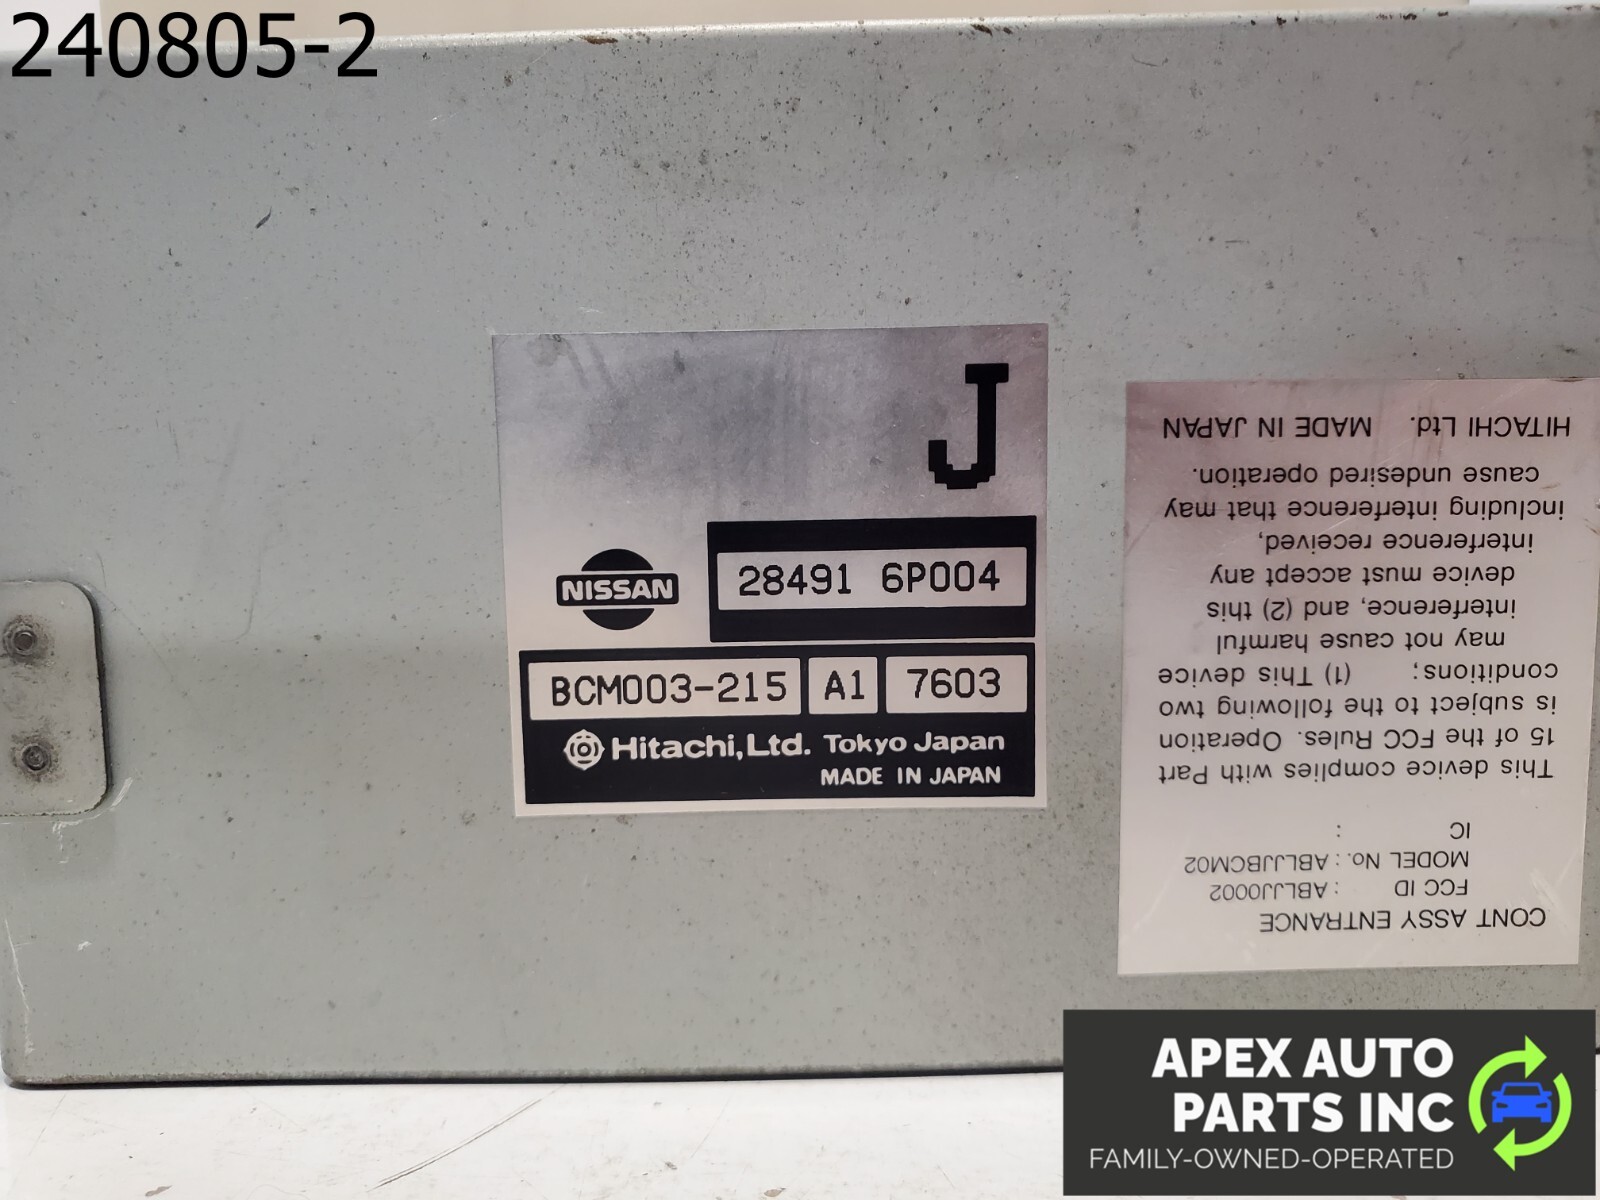 240805-2
J
NISSAN
28491 6P004
BCM003-215 A1 7603
Hitachi, Ltd. Tokyo Japan
MADE IN JAPAN
CONT ASSY ENTRANCE
FCC ID : ABLJJ0002
MODEL No. : ABLJJBCM02
IC :
This device complies with Part
15 of the FCC Rules. Operation
is subject to the following two
conditions; (1) This device
may not cause harmful
interference, and (2) this
device must accept any
interference received,
including interference that may
cause undesired operation.
HITACHI Ltd. MADE IN JAPAN
APEX AUTO
PARTS INC
FAMILY-OWNED-OPERATED